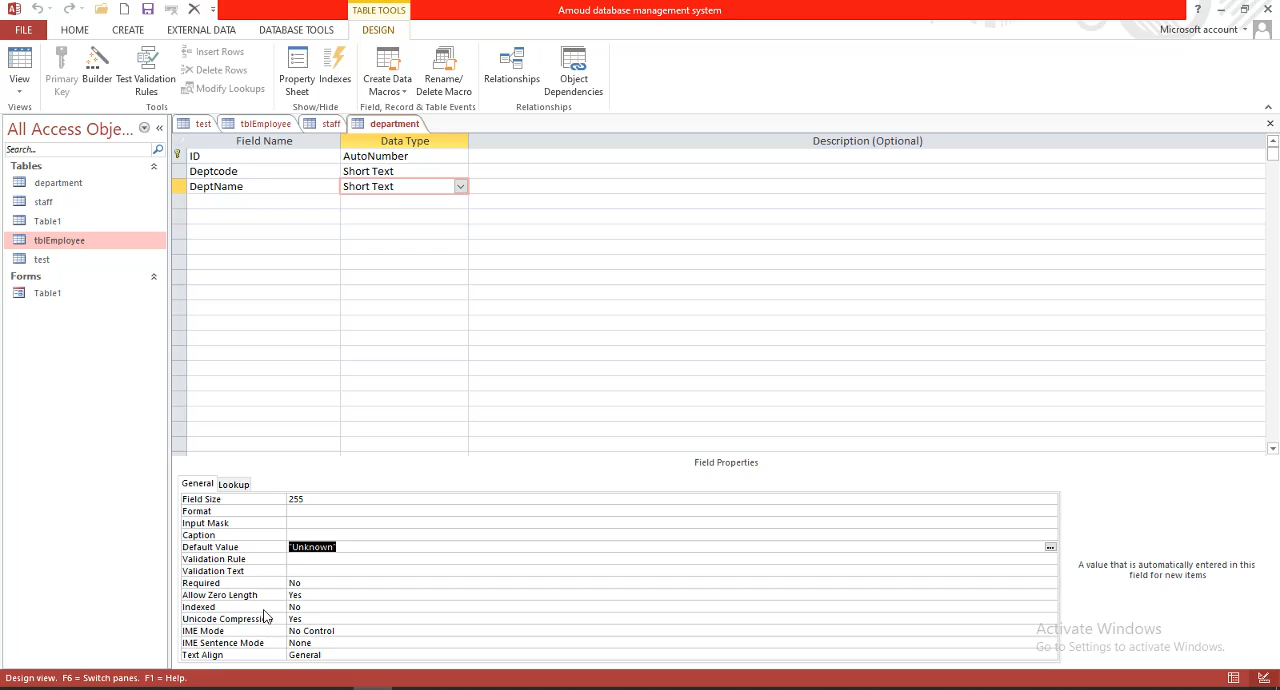 TABLE TOOLS
Amoud database management system
?
FILE HOME CREATE EXTERNAL DATA DATABASE TOOLS DESIGN
Microsoft account
View
Primary Key
Builder
Test Validation Rules
Insert Rows
Delete Rows
Modify Lookups
Property Sheet
Indexes
Create Data Macros
Rename/ Delete Macro
Relationships
Object Dependencies
Views Tools Show/Hide Field, Record & Table Events Relationships
All Access Obje...
Search...
Tables
department
staff
Table1
tblEmployee
test
Forms
Table1
test tblEmployee staff department
Field Name Data Type Description (Optional)
ID AutoNumber
Deptcode Short Text
DeptName Short Text
Field Properties
General Lookup
Field Size 255
Format
Input Mask
Caption
Default Value "Unknown"
Validation Rule
Validation Text
Required No
Allow Zero Length Yes
Indexed No
Unicode Compression Yes
IME Mode No Control
IME Sentence Mode None
Text Align General
A value that is automatically entered in this
field for new items
Activate Windows
Go to Settings to activate Windows.
Design view. F6 = Switch panes. F1 = Help.